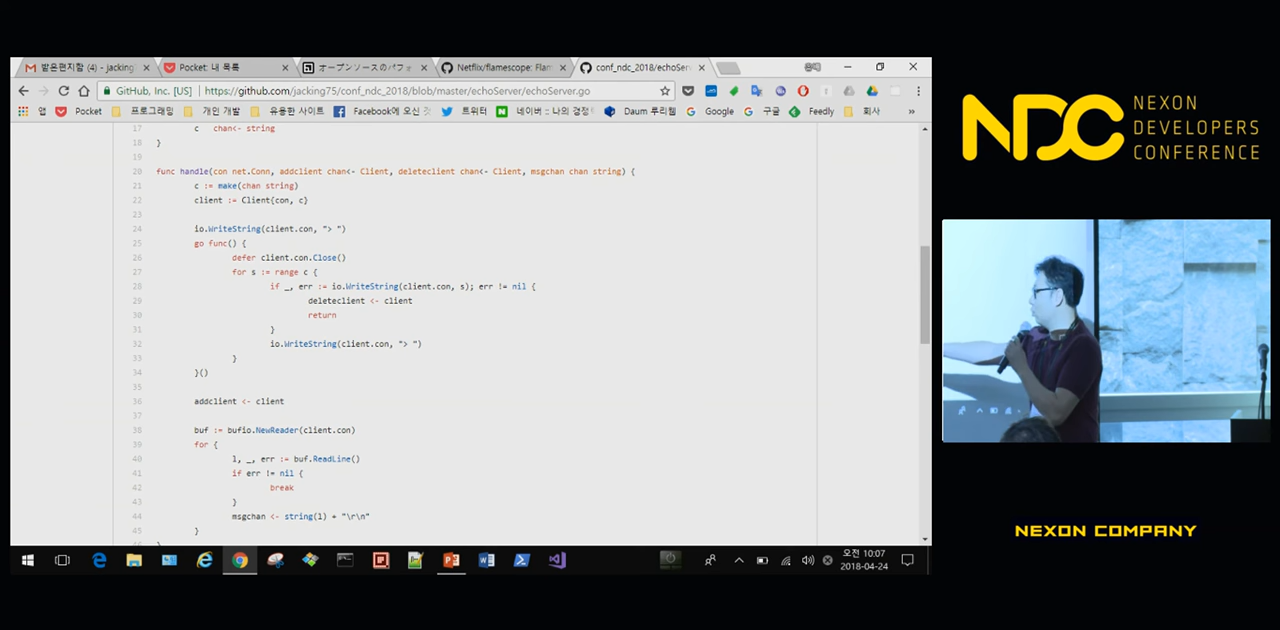 받은편지함 (4) - jacking
Pocket: 내 목록
オープンソースのパフォ
Netflix/flamescope: Flam
conf_ndc_2018/echoServ
GitHub, Inc. [US]
https://github.com/jacking75/conf_ndc_2018/blob/master/echoServer/echoServer.go
앱
Pocket
프로그래밍
개인 개발
유용한 사이트
Facebook에 오신 것
트위터
네이버 :: 나의 경쟁
Daum 루리웹
Google
구글
Feedly
회사
»
17 c chan<- string
18 }
19
20 func handle(con net.Conn, addclient chan<- Client, deleteclient chan<- Client, msgchan chan string) {
21 c := make(chan string)
22 client := Client{con, c}
23
24 io.WriteString(client.con, "> ")
25 go func() {
26 defer client.con.Close()
27 for s := range c {
28 if _, err := io.WriteString(client.con, s); err != nil {
29 deleteclient <- client
30 return
31 }
32 io.WriteString(client.con, "> ")
33 }
34 }()
35
36 addclient <- client
37
38 buf := bufio.NewReader(client.con)
39 for {
40 l, _, err := buf.ReadLine()
41 if err != nil {
42 break
43 }
44 msgchan <- string(l) + "\r\n"
45 }
오전 10:07
2018-04-24
NDC
NEXON
DEVELOPERS
CONFERENCE
NEXON COMPANY